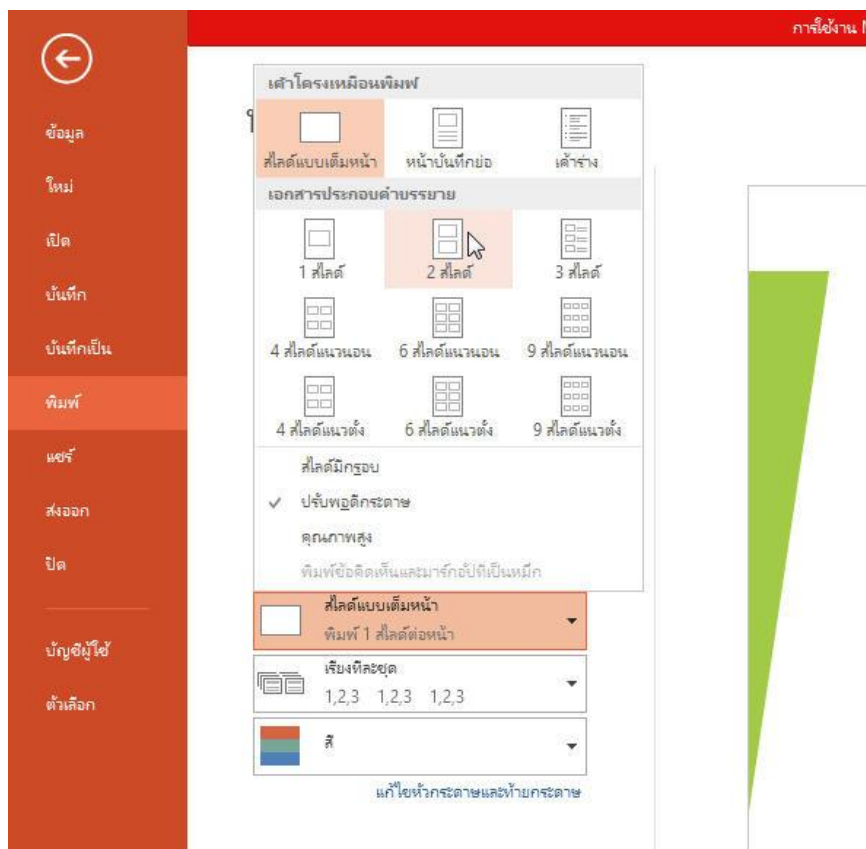 การใช้งาน
ข้อมูล
ใหม่
เปิด
บันทึก
บันทึกเป็น
พิมพ์
แชร์
ส่งออก
ปิด
บัญชีผู้ใช้
ตัวเลือก
เค้าโครงเหมือนพิมพ์
สไลด์แบบเต็มหน้า หน้าบันทึกย่อ เค้าร่าง
เอกสารประกอบคำบรรยาย
1 สไลด์ 2 สไลด์ 3 สไลด์
4 สไลด์แนวนอน 6 สไลด์แนวนอน 9 สไลด์แนวนอน
4 สไลด์แนวตั้ง 6 สไลด์แนวตั้ง 9 สไลด์แนวตั้ง
สไลด์มีกรอบ
ปรับพอดีกระดาษ
คุณภาพสูง
พิมพ์ข้อคิดเห็นและมาร์กอัปที่เป็นหมึก
สไลด์แบบเต็มหน้า
พิมพ์ 1 สไลด์ต่อหน้า
เรียงทีละชุด
1,2,3 1,2,3 1,2,3
สี
แก้ไขหัวกระดาษและท้ายกระดาษ